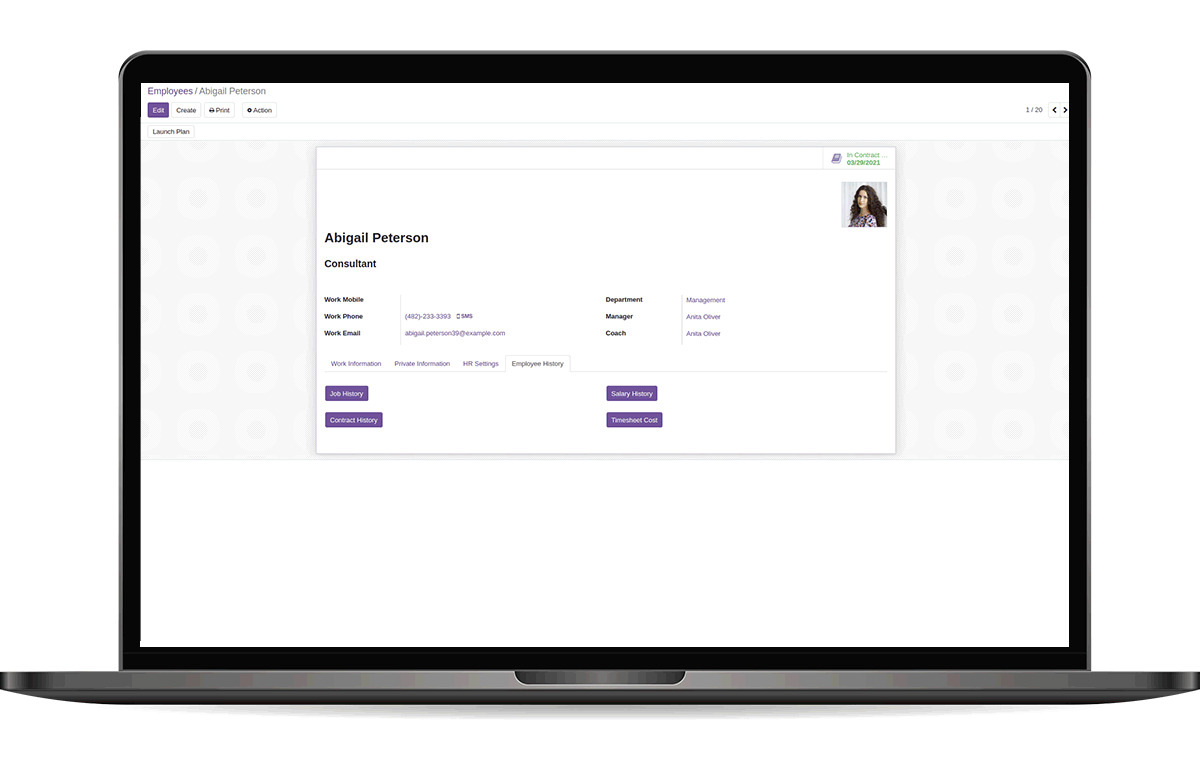 Employees / Abigail Peterson
Edit Create Print Action 1 / 20
Launch Plan
In Contract ...
03/29/2021
Abigail Peterson
Consultant
Work Mobile
Work Phone (482)-233-3393 SMS
Work Email abigail.peterson39@example.com
Department Management
Manager Anita Oliver
Coach Anita Oliver
Work Information Private Information HR Settings Employee History
Job History Salary History
Contract History Timesheet Cost